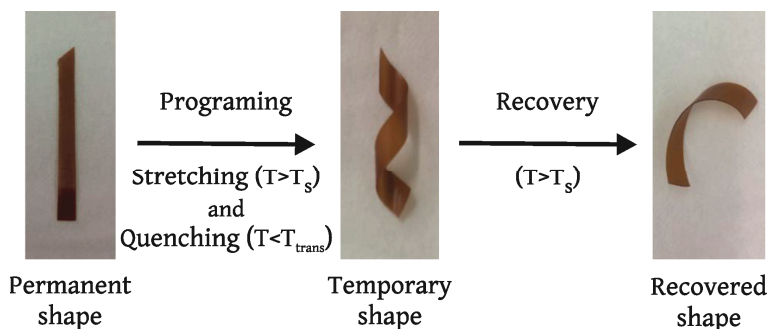 Programing
Stretching (T>Ts)
and
Quenching (T<Ttrans)
Recovery
(T>Ts)
Permanent
shape
Temporary
shape
Recovered
shape